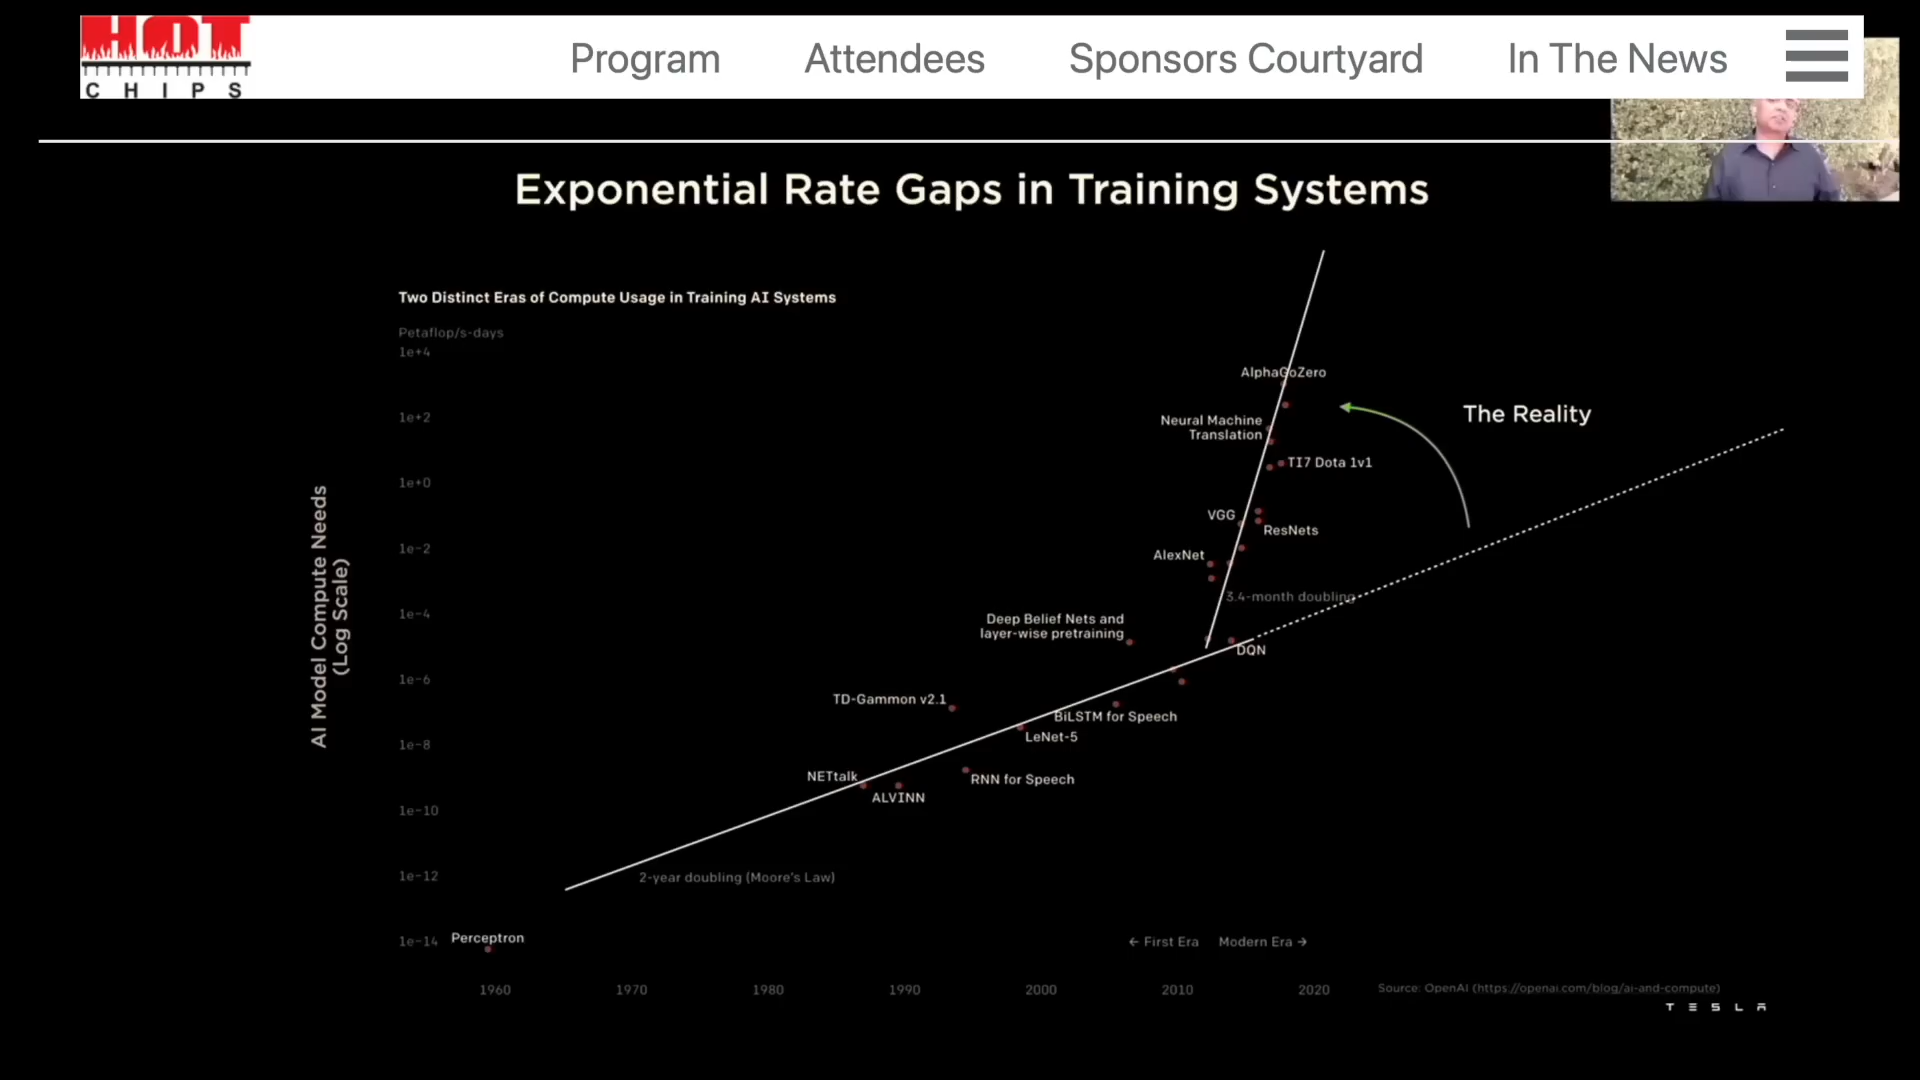 HOT
CHIPS
Program
Attendees
Sponsors Courtyard
In The News
Exponential Rate Gaps in Training Systems
Two Distinct Eras of Compute Usage in Training AI Systems
Petaflop/s-days
1e+4
1e+2
1e+0
1e-2
1e-4
1e-6
1e-8
1e-10
1e-12
1e-14
AI Model Compute Needs
(Log Scale)
AlphaGoZero
Neural Machine
Translation
TI7 Dota 1v1
VGG
ResNets
AlexNet
3.4-month doubling
Deep Belief Nets and
layer-wise pretraining
DQN
TD-Gammon v2.1
BiLSTM for Speech
LeNet-5
NETtalk
RNN for Speech
ALVINN
2-year doubling (Moore's Law)
Perceptron
The Reality
← First Era
Modern Era →
1960
1970
1980
1990
2000
2010
2020
Source: OpenAI (https://openai.com/blog/ai-and-compute)
TESLA